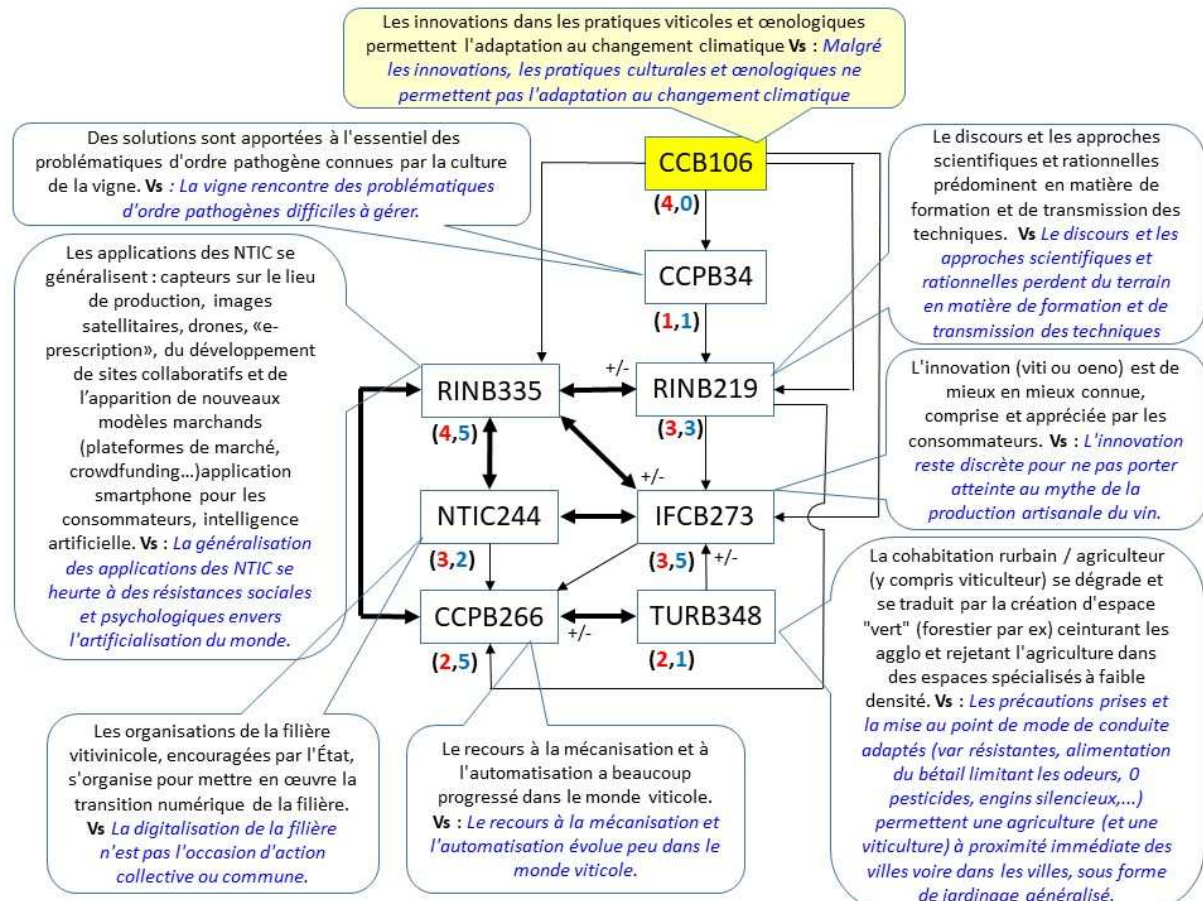 Les innovations dans les pratiques viticoles et œnologiques
permettent l'adaptation au changement climatique Vs : Malgré
les innovations, les pratiques culturales et œnologiques ne
permettent pas l'adaptation au changement climatique
Des solutions sont apportées à l'essentiel des
problématiques d'ordre pathogène connues par la culture
de la vigne. Vs : La vigne rencontre des problématiques
d'ordre pathogènes difficiles à gérer.
CCB106
(4,0)
Le discours et les approches
scientifiques et rationnelles
prédominent en matière de
formation et de transmission des
techniques. Vs Le discours et les
approches scientifiques et
rationnelles perdent du terrain
en matière de formation et de
transmission des techniques
CCPB34
(1,1)
Les applications des NTIC se
généralisent : capteurs sur le lieu
de production, images
satellitaires, drones, «e-
prescription», du développement
de sites collaboratifs et de
l'apparition de nouveaux
modèles marchands
(plateformes de marché,
crowdfunding...)application
smartphone pour les
consommateurs, intelligence
artificielle. Vs : La généralisation
des applications des NTIC se
heurte à des résistances sociales
et psychologiques envers
l'artificialisation du monde.
RINB335
(4,5)
+/-
RINB219
(3,3)
L'innovation (viti ou oeno) est de
mieux en mieux connue,
comprise et appréciée par les
consommateurs. Vs : L'innovation
reste discrète pour ne pas porter
atteinte au mythe de la
production artisanale du vin.
+/-
NTIC244
(3,2)
IFCB273
(3,5)
+/-
CCPB266
(2,5)
+/-
TURB348
(2,1)
La cohabitation rurbain / agriculteur
(y compris viticulteur) se dégrade et
se traduit par la création d'espace
"vert" (forestier par ex) ceinturant les
agglo et rejetant l'agriculture dans
des espaces spécialisés à faible
densité. Vs : Les précautions prises et
la mise au point de mode de conduite
adaptés (var résistantes, alimentation
du bétail limitant les odeurs, 0
pesticides, engins silencieux,...)
permettent une agriculture (et une
viticulture) à proximité immédiate des
villes voire dans les villes, sous forme
de jardinage généralisé.
Les organisations de la filière
vitivinicole, encouragées par l'État,
s'organise pour mettre en œuvre la
transition numérique de la filière.
Vs La digitalisation de la filière
n'est pas l'occasion d'action
collective ou commune.
Le recours à la mécanisation et à
l'automatisation a beaucoup
progressé dans le monde viticole.
Vs : Le recours à la mécanisation et
l'automatisation évolue peu dans le
monde viticole.